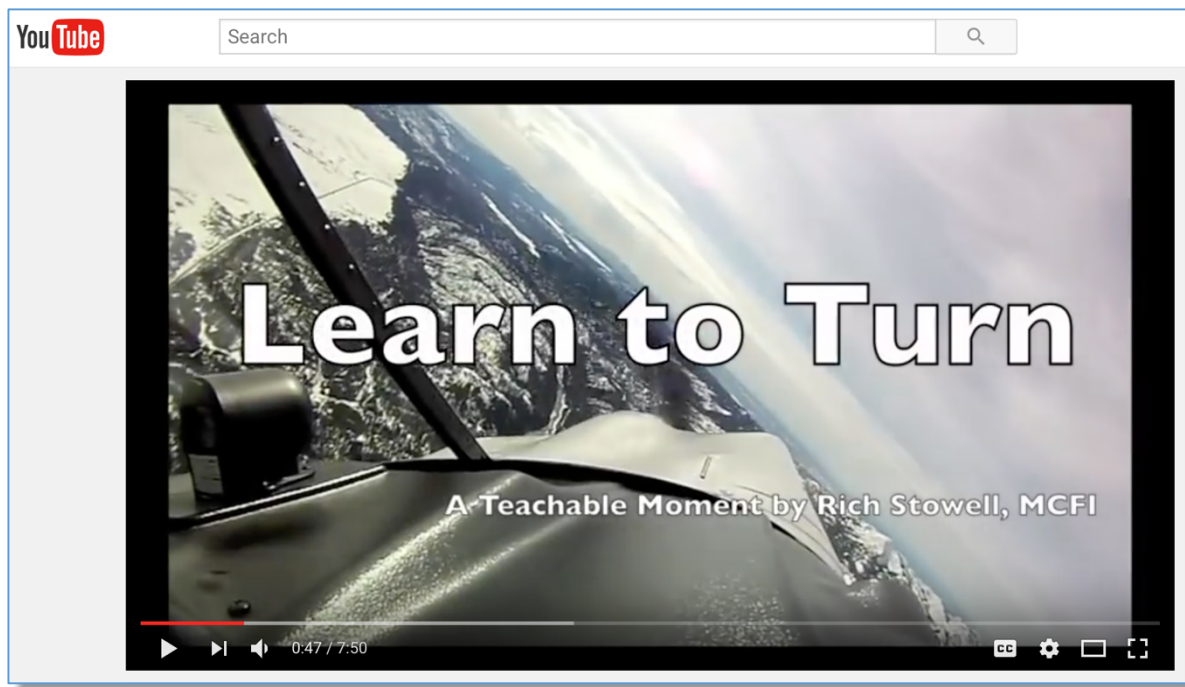 YouTube
Search
Learn to Turn
A Teachable Moment by Rich Stowell, MCFI
0:47 / 7:50
CC